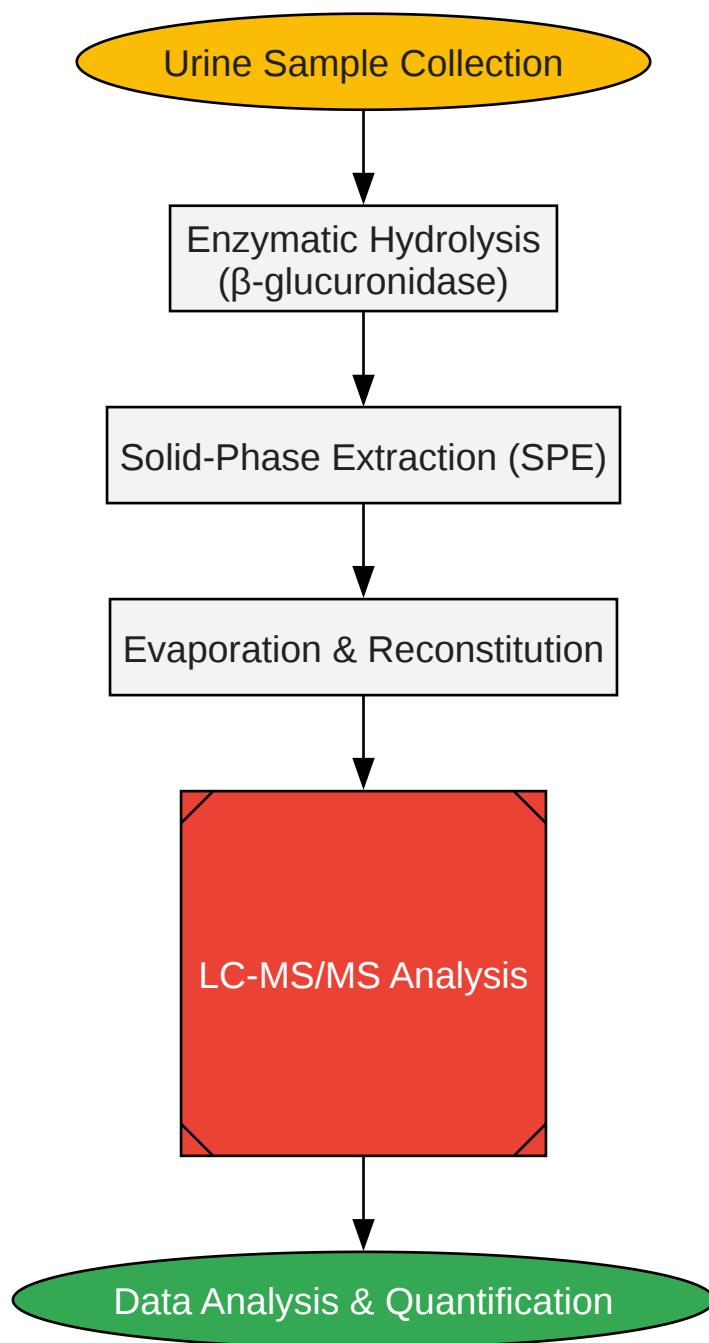 Urine Sample Collection
Enzymatic Hydrolysis
(β-glucuronidase)
Solid-Phase Extraction (SPE)
Evaporation & Reconstitution
LC-MS/MS Analysis
Data Analysis & Quantification